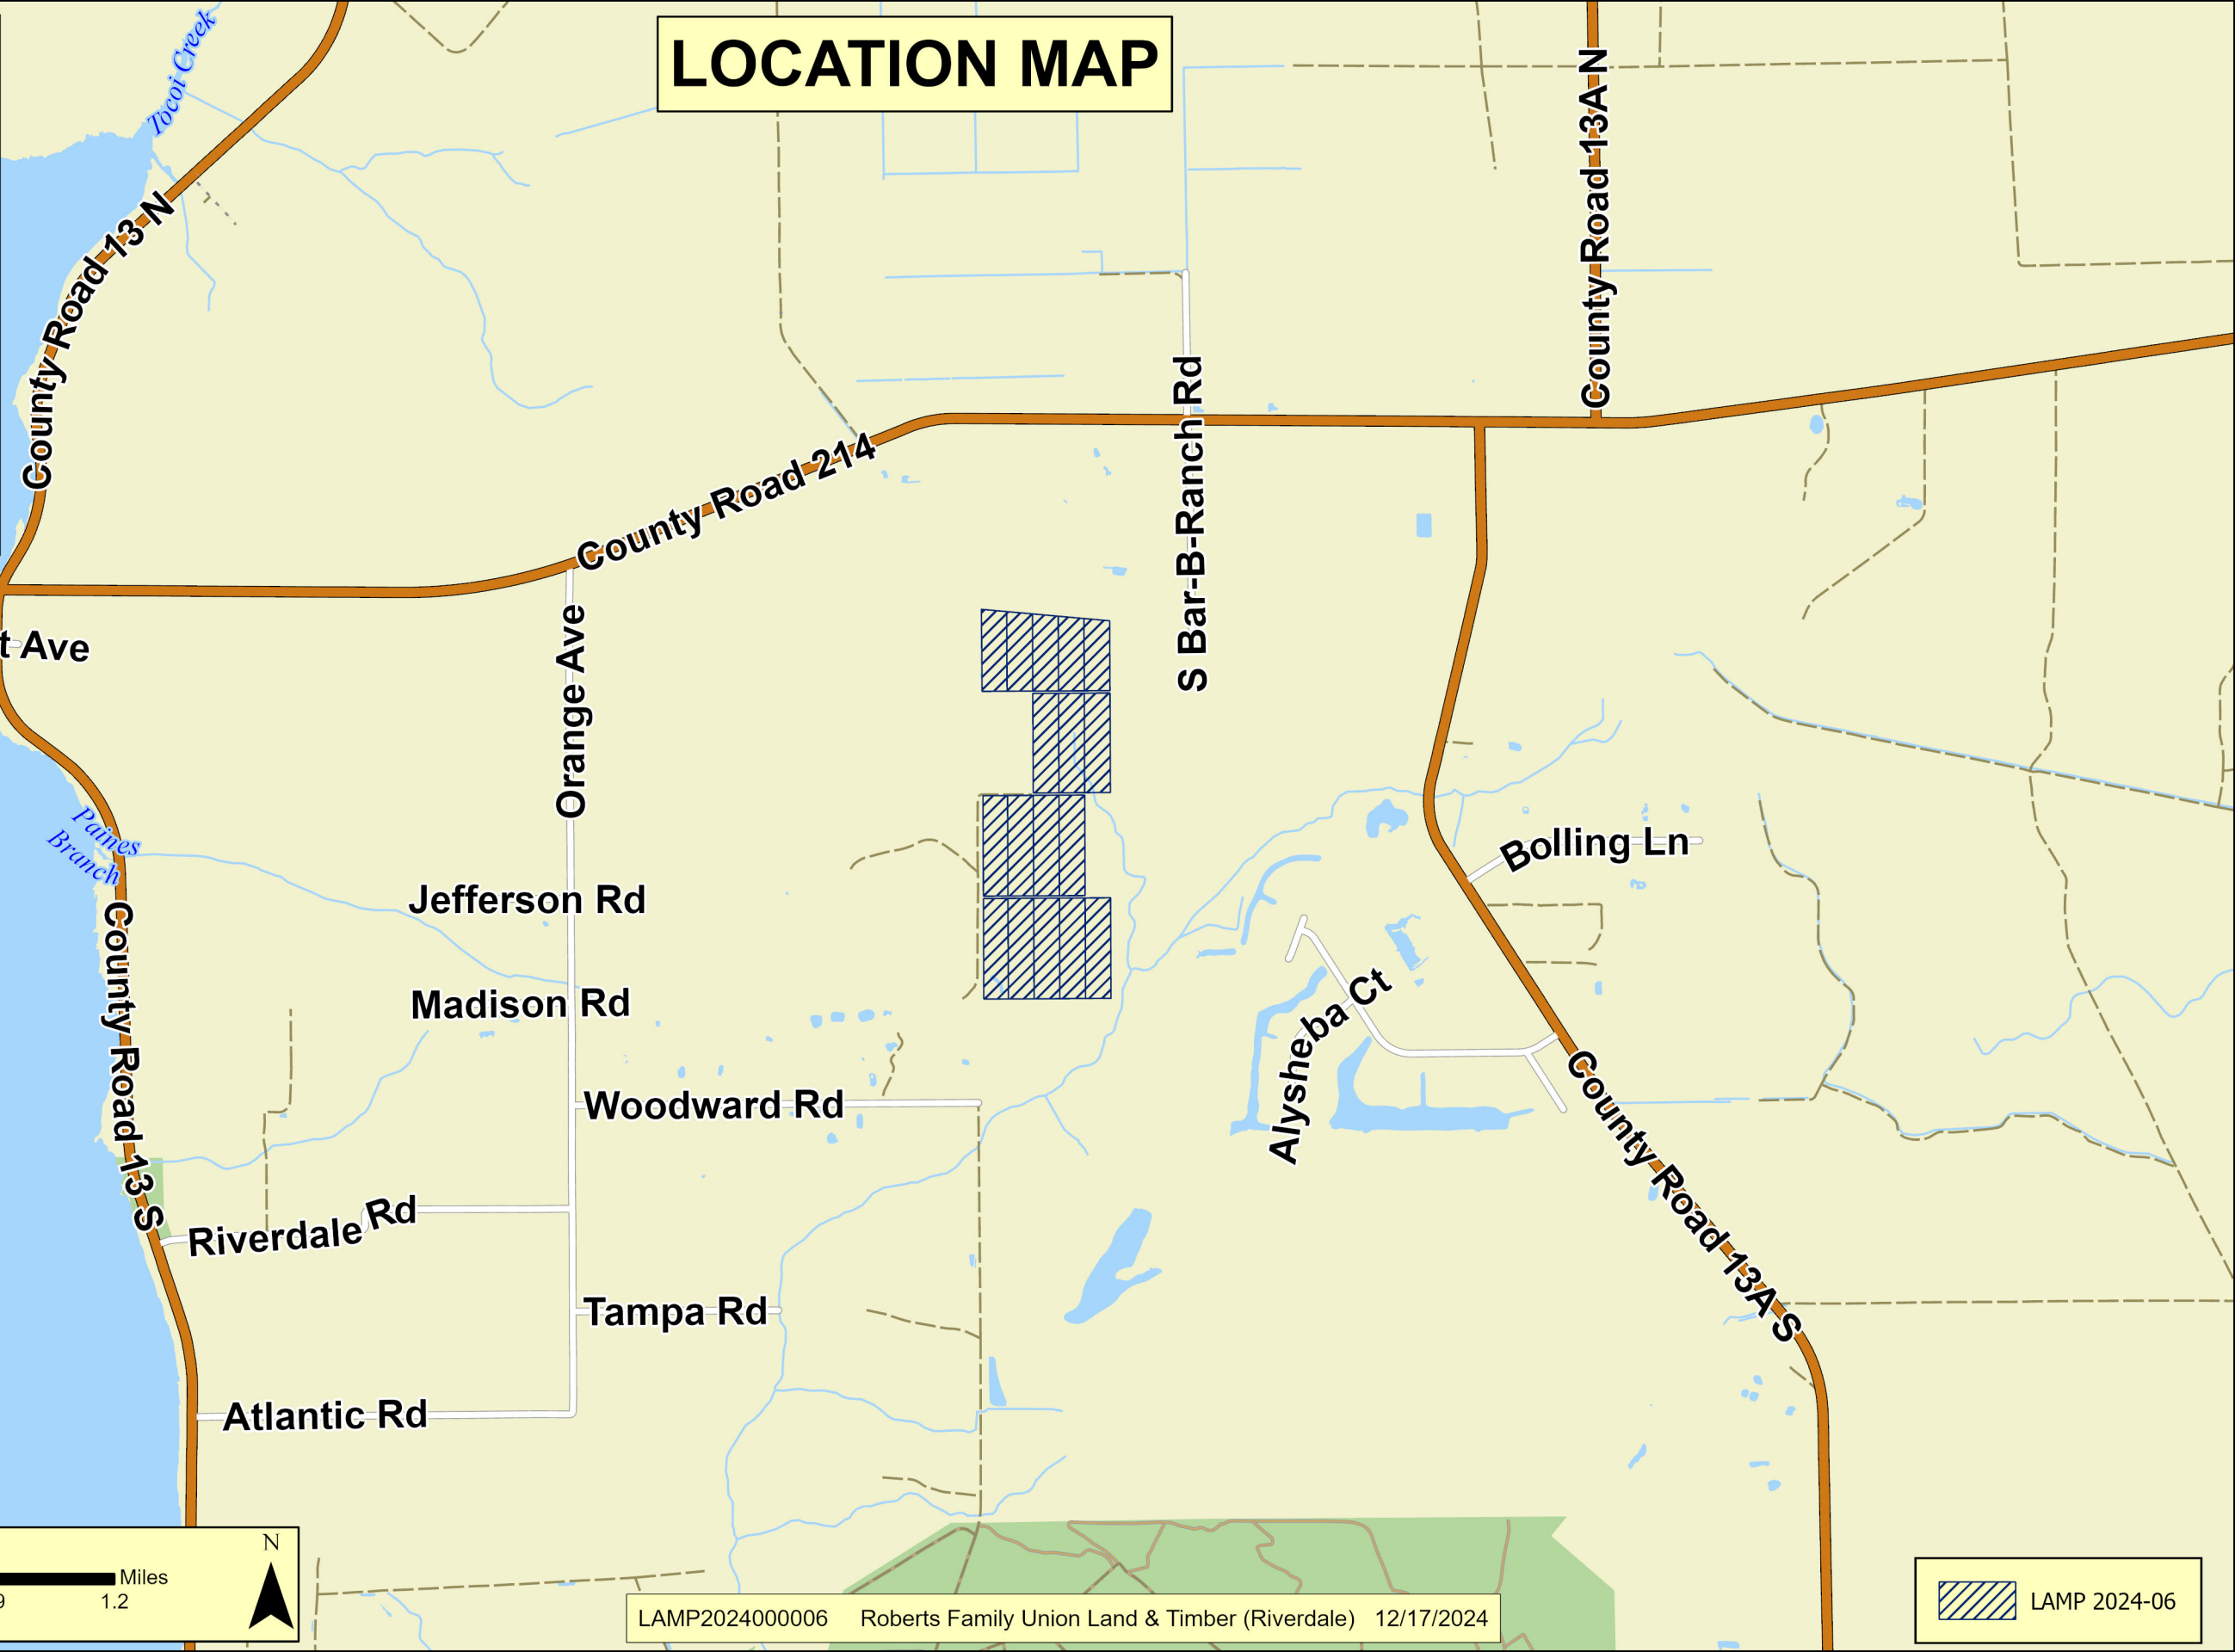 LOCATION MAP
Tocoi Creek
County Road 13 N
County Road 13A N
S Bar-B-Ranch Rd
County Road 214
t Ave
Orange Ave
Paines
Branch
Bolling Ln
Jefferson Rd
County Road 13 S
Madison Rd
Alysheba Ct
Woodward Rd
County Road 13A S
Riverdale Rd
Tampa Rd
Atlantic Rd
N
Miles
9 1.2
LAMP2024000006 Roberts Family Union Land & Timber (Riverdale) 12/17/2024
LAMP 2024-06